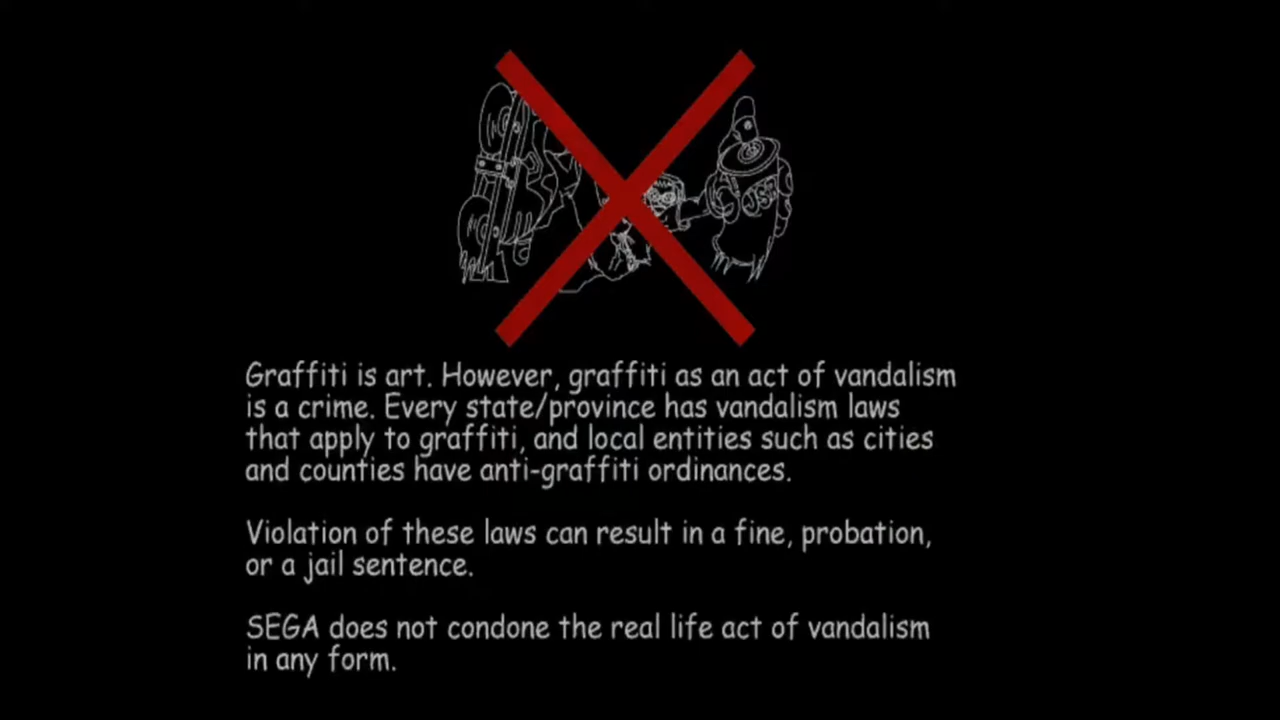 JSR
Graffiti is art. However, graffiti as an act of vandalism
is a crime. Every state/province has vandalism laws
that apply to graffiti, and local entities such as cities
and counties have anti-graffiti ordinances.
Violation of these laws can result in a fine, probation,
or a jail sentence.
SEGA does not condone the real life act of vandalism
in any form.